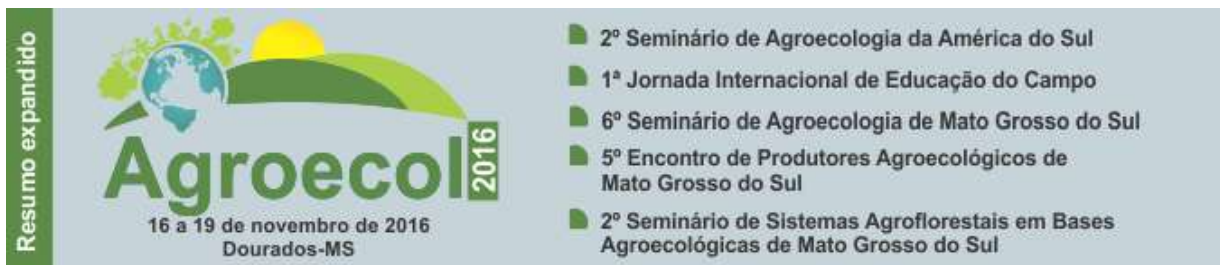 Resumo expandido
Agroecol 2016
16 a 19 de novembro de 2016
Dourados-MS
2º Seminário de Agroecologia da América do Sul
1ª Jornada Internacional de Educação do Campo
6º Seminário de Agroecologia de Mato Grosso do Sul
5º Encontro de Produtores Agroecológicos de
Mato Grosso do Sul
2º Seminário de Sistemas Agroflorestais em Bases
Agroecológicas de Mato Grosso do Sul